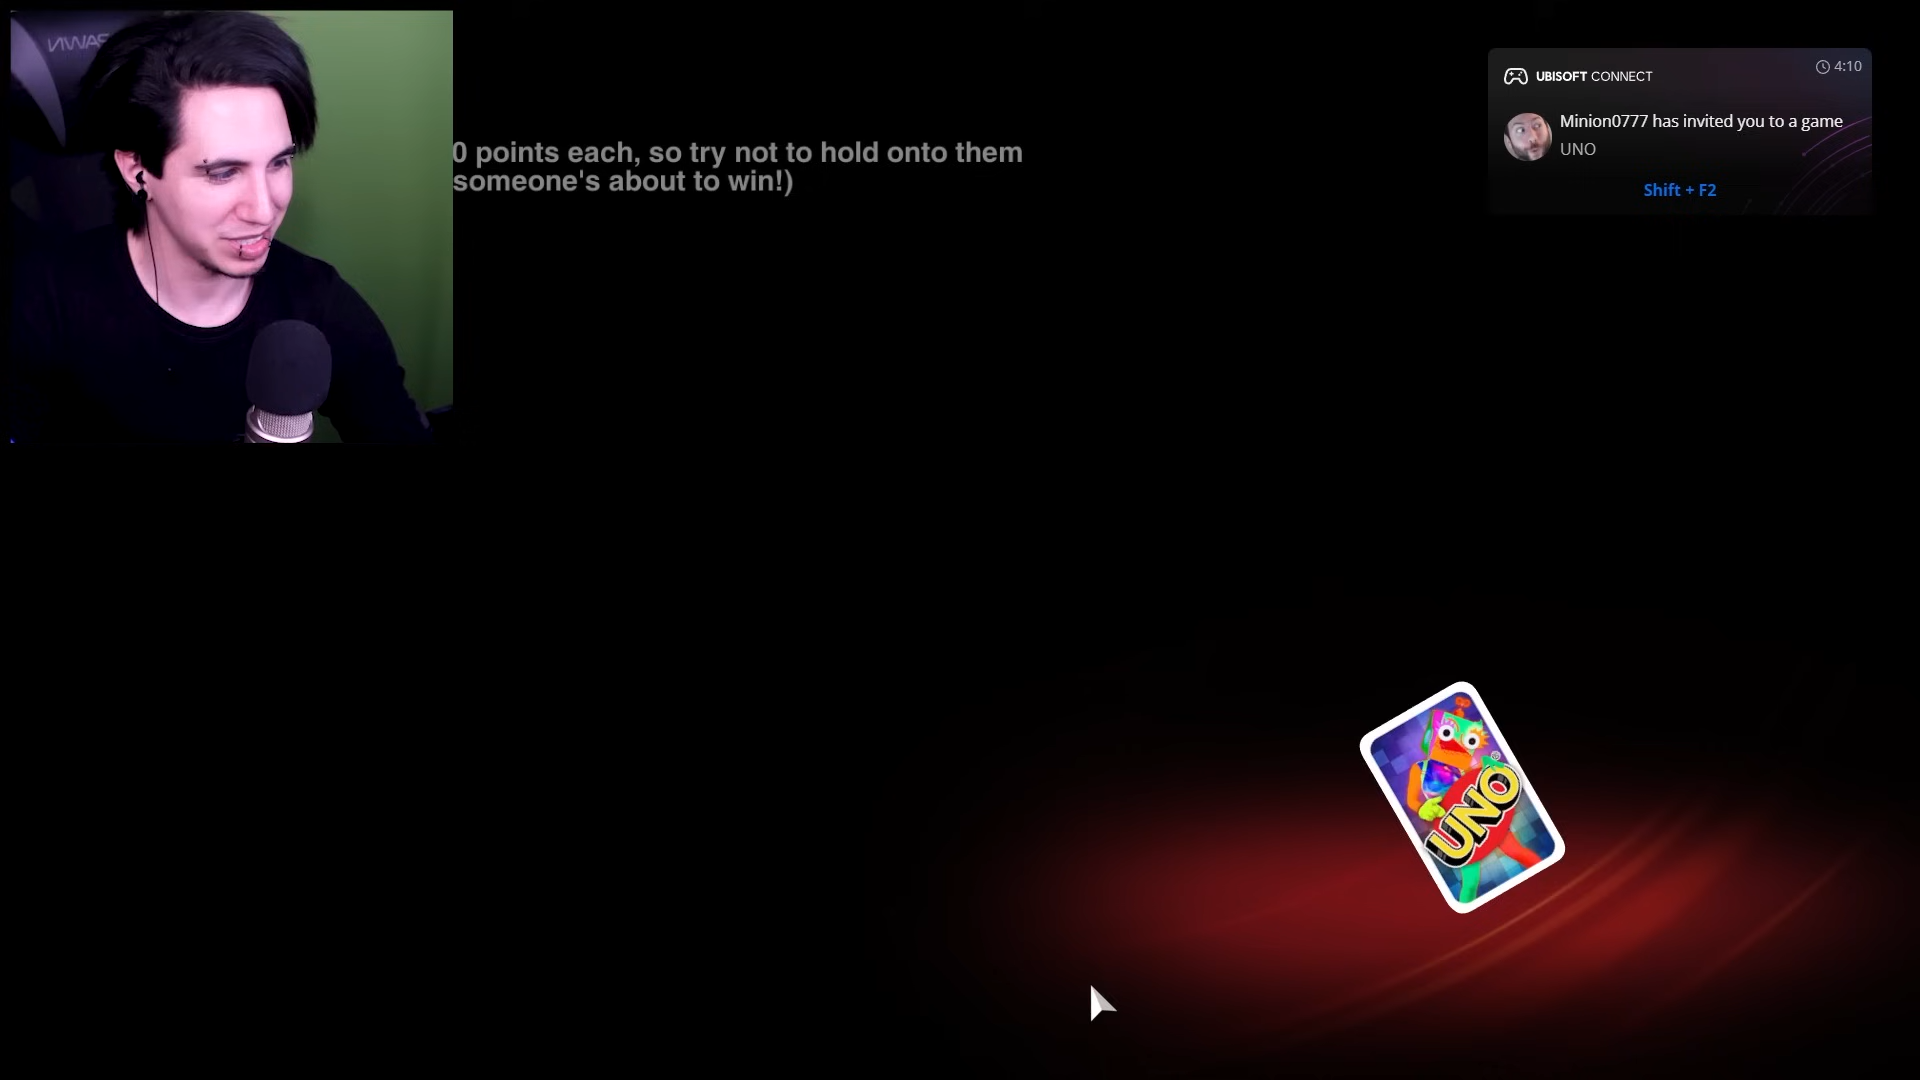 0 points each, so try not to hold onto them
someone's about to win!)
UBISOFT CONNECT
4:10
Minion0777 has invited you to a game
UNO
Shift + F2
UNO